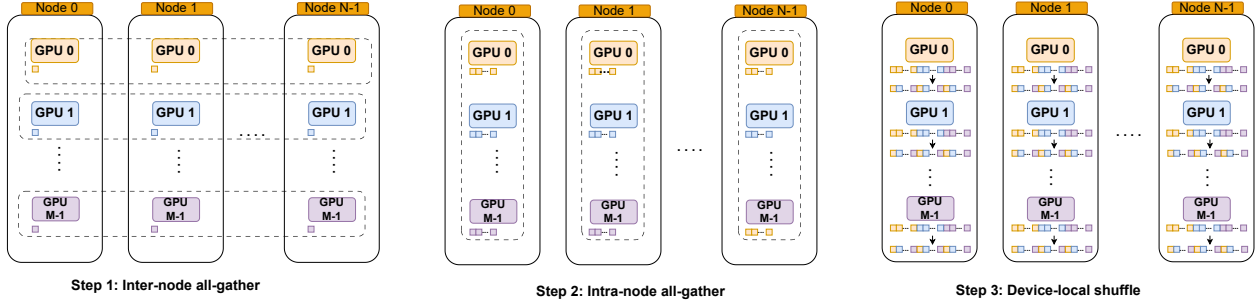 Node 0 Node 1 Node N-1
GPU 0 GPU 0 GPU 0
GPU 1 GPU 1 GPU 1
GPU M-1 GPU M-1 GPU M-1
Step 1: Inter-node all-gather
Node 0 Node 1 Node N-1
GPU 0 GPU 0 GPU 0
GPU 1 GPU 1 GPU 1
GPU M-1 GPU M-1 GPU M-1
Step 2: Intra-node all-gather
Node 0 Node 1 Node N-1
GPU 0 GPU 0 GPU 0
GPU 1 GPU 1 GPU 1
GPU M-1 GPU M-1 GPU M-1
Step 3: Device-local shuffle